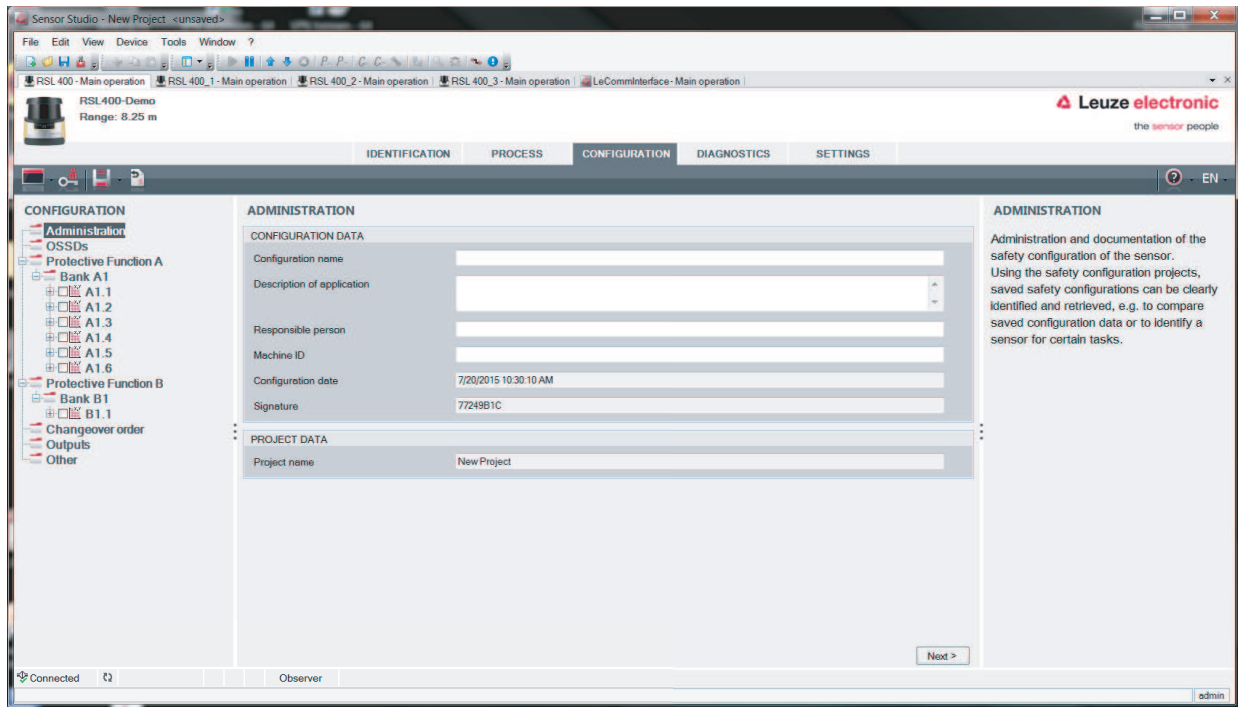 Sensor Studio - New Project <unsaved>
File Edit View Device Tools Window ?
RSL 400 - Main operation RSL 400_1 - Main operation RSL 400_2 - Main operation RSL 400_3 - Main operation LeCommInterface - Main operation
RSL400-Demo
Range: 8.25 m
Leuze electronic
the sensor people
IDENTIFICATION PROCESS CONFIGURATION DIAGNOSTICS SETTINGS
EN
CONFIGURATION
Administration
OSSDs
Protective Function A
Bank A1
A1.1
A1.2
A1.3
A1.4
A1.5
A1.6
Protective Function B
Bank B1
B1.1
Changeover order
Outputs
Other
ADMINISTRATION
CONFIGURATION DATA
Configuration name
Description of application
Responsible person
Machine ID
Configuration date 7/20/2015 10:30:10 AM
Signature 77249B1C
PROJECT DATA
Project name New Project
Next >
ADMINISTRATION
Administration and documentation of the
safety configuration of the sensor.
Using the safety configuration projects,
saved safety configurations can be clearly
identified and retrieved, e.g. to compare
saved configuration data or to identify a
sensor for certain tasks.
Connected Observer
admin